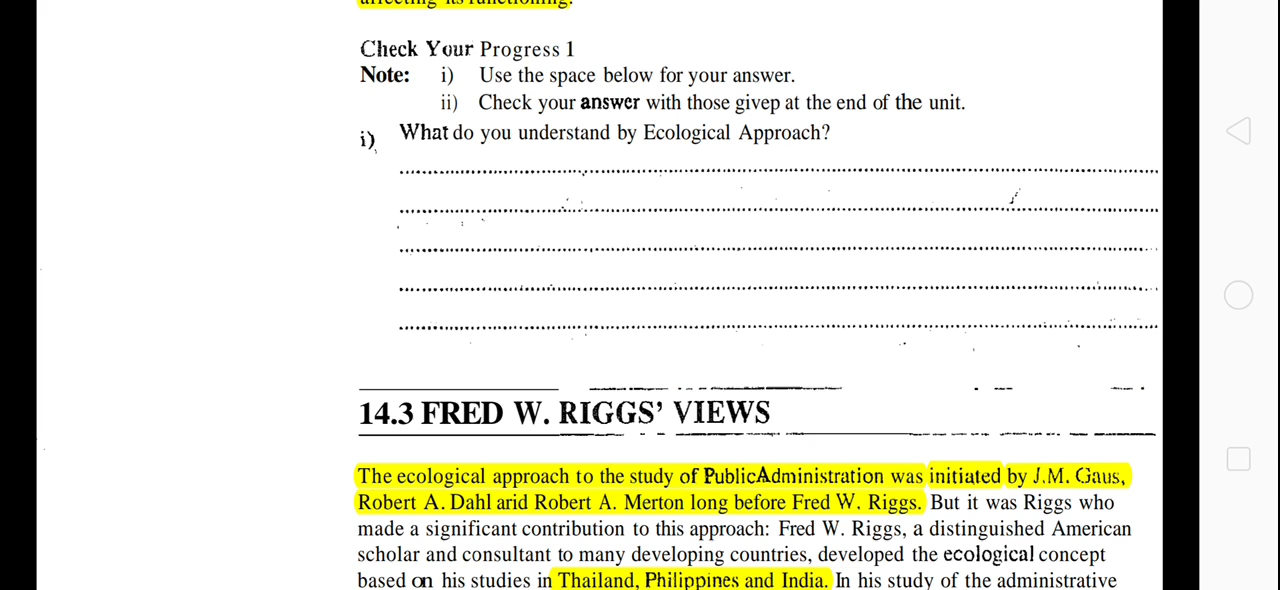 affecting its functioning.
Check Your Progress 1
Note: i) Use the space below for your answer.
ii) Check your answer with those givep at the end of the unit.
i) What do you understand by Ecological Approach?
14.3 FRED W. RIGGS' VIEWS
The ecological approach to the study of Public Administration was initiated by J.M. Gaus,
Robert A. Dahl arid Robert A. Merton long before Fred W. Riggs. But it was Riggs who
made a significant contribution to this approach: Fred W. Riggs, a distinguished American
scholar and consultant to many developing countries, developed the ecological concept
based on his studies in Thailand, Philippines and India. In his study of the administrative